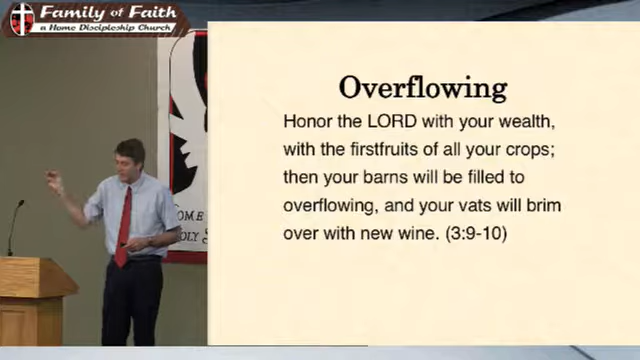 Family of Faith
a Home Discipleship Church
Overflowing
Honor the LORD with your wealth,
with the firstfruits of all your crops;
then your barns will be filled to
overflowing, and your vats will brim
over with new wine. (3:9-10)